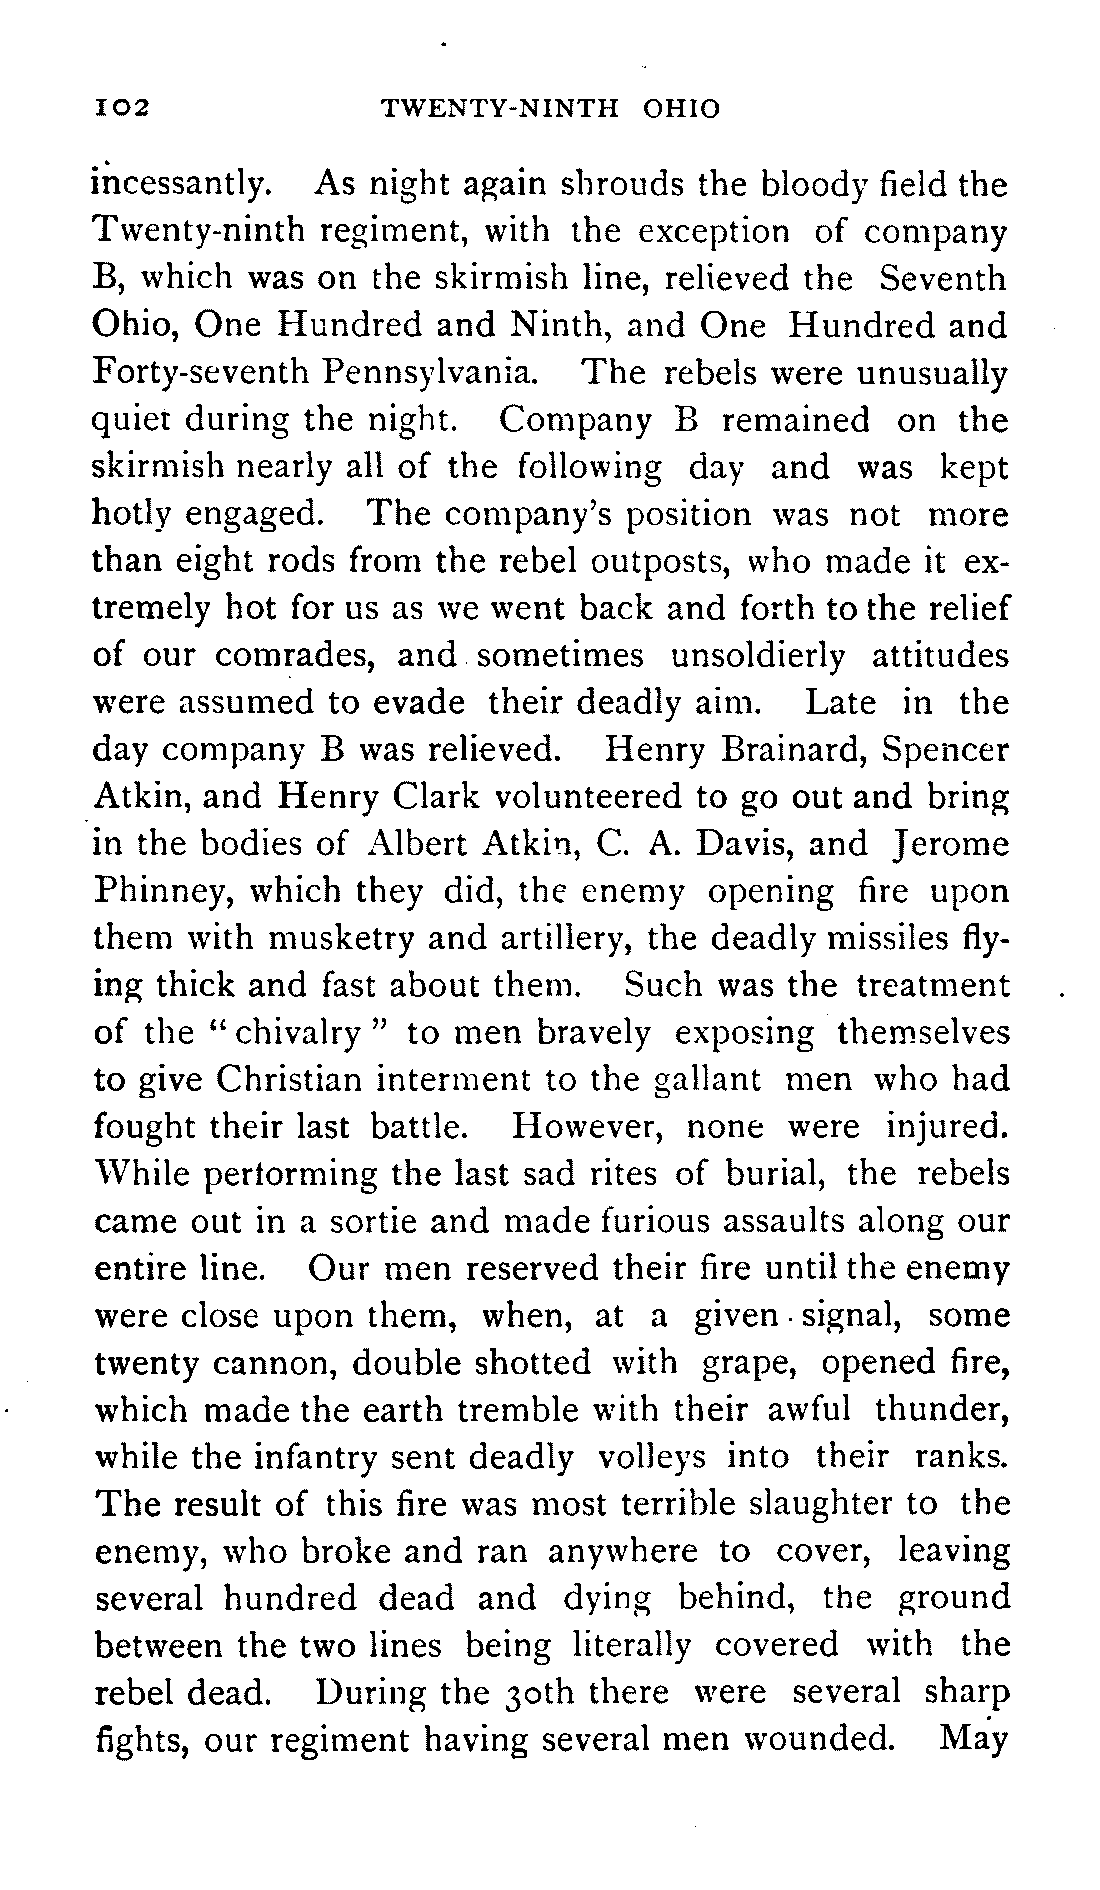 102 TWENTY-NINTH OHIO
incessantly. As night again shrouds the bloody field the
Twenty-ninth regiment, with the exception of company
B, which was on the skirmish line, relieved the Seventh
Ohio, One Hundred and Ninth, and One Hundred and
Forty-seventh Pennsylvania. The rebels were unusually
quiet during the night. Company B remained on the
skirmish nearly all of the following day and was kept
hotly engaged. The company's position was not more
than eight rods from the rebel outposts, who made it ex-
tremely hot for us as we went back and forth to the relief
of our comrades, and sometimes unsoldierly attitudes
were assumed to evade their deadly aim. Late in the
day company B was relieved. Henry Brainard, Spencer
Atkin, and Henry Clark volunteered to go out and bring
in the bodies of Albert Atkin, C. A. Davis, and Jerome
Phinney, which they did, the enemy opening fire upon
them with musketry and artillery, the deadly missiles fly-
ing thick and fast about them. Such was the treatment
of the “chivalry” to men bravely exposing themselves
to give Christian interment to the gallant men who had
fought their last battle. However, none were injured.
While performing the last sad rites of burial, the rebels
came out in a sortie and made furious assaults along our
entire line. Our men reserved their fire until the enemy
were close upon them, when, at a given signal, some
twenty cannon, double shotted with grape, opened fire,
which made the earth tremble with their awful thunder,
while the infantry sent deadly volleys into their ranks.
The result of this fire was most terrible slaughter to the
enemy, who broke and ran anywhere to cover, leaving
several hundred dead and dying behind, the ground
between the two lines being literally covered with the
rebel dead. During the 30th there were several sharp
fights, our regiment having several men wounded. May